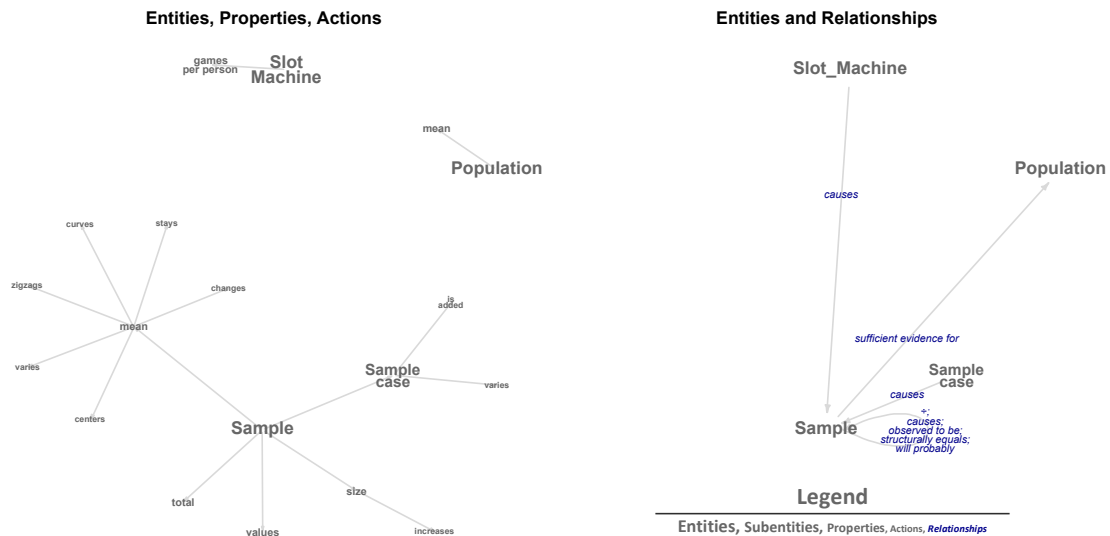 Entities, Properties, Actions
games
per person
Slot
Machine
mean
Population
curves
stays
zigzags
changes
mean
is
added
varies
Sample
case
varies
centers
Sample
total
size
values
increases
Entities and Relationships
Slot_Machine
Population
causes
sufficient evidence for
Sample
case
causes
Sample
÷;
causes;
observed to be;
structurally equals;
will probably
Legend
Entities, Subentities, Properties, Actions, Relationships